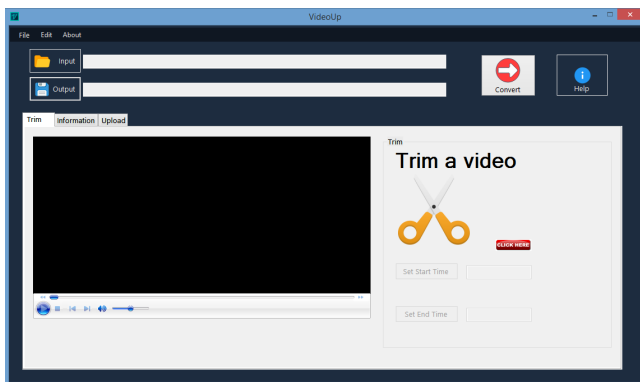 VideoUp
File Edit About
Input
Output
Convert
Help
Trim Information Upload
Trim
Trim a video
CLICK HERE
Set Start Time
Set End Time